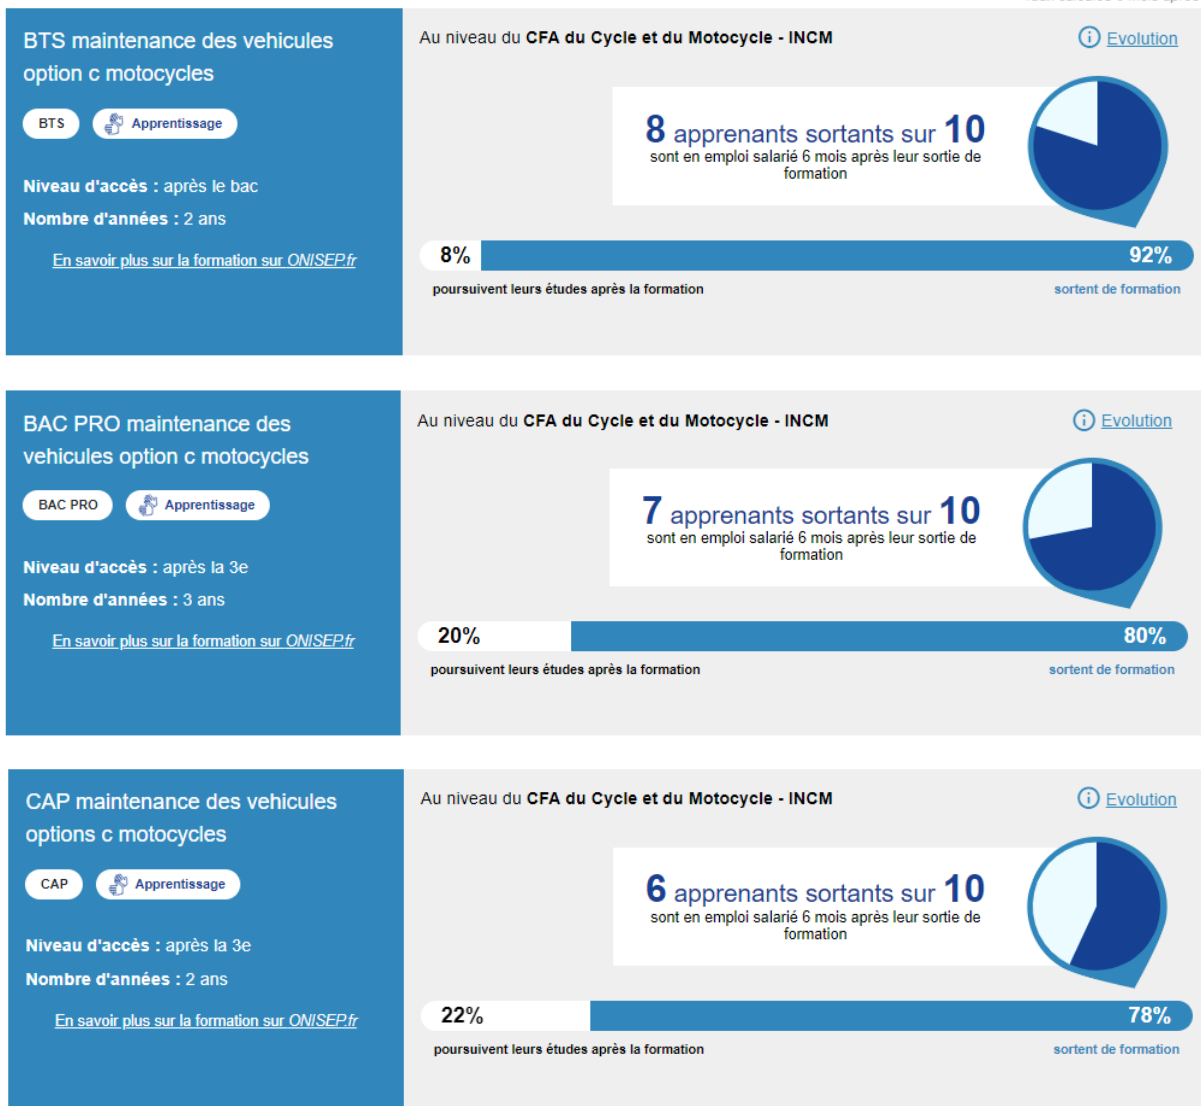 BTS maintenance des vehicules
option c motocycles
BTS
Apprentissage
Niveau d'accès : après le bac
Nombre d'années : 2 ans
En savoir plus sur la formation sur ONISEP.fr
Au niveau du CFA du Cycle et du Motocycle - INCM
Evolution
8 apprenants sortants sur 10
sont en emploi salarié 6 mois après leur sortie de
formation
8%
92%
poursuivent leurs études après la formation
sortent de formation
BAC PRO maintenance des
vehicules option c motocycles
BAC PRO
Apprentissage
Niveau d'accès : après la 3e
Nombre d'années : 3 ans
En savoir plus sur la formation sur ONISEP.fr
Au niveau du CFA du Cycle et du Motocycle - INCM
Evolution
7 apprenants sortants sur 10
sont en emploi salarié 6 mois après leur sortie de
formation
20%
80%
poursuivent leurs études après la formation
sortent de formation
CAP maintenance des vehicules
options c motocycles
CAP
Apprentissage
Niveau d'accès : après la 3e
Nombre d'années : 2 ans
En savoir plus sur la formation sur ONISEP.fr
Au niveau du CFA du Cycle et du Motocycle - INCM
Evolution
6 apprenants sortants sur 10
sont en emploi salarié 6 mois après leur sortie de
formation
22%
78%
poursuivent leurs études après la formation
sortent de formation